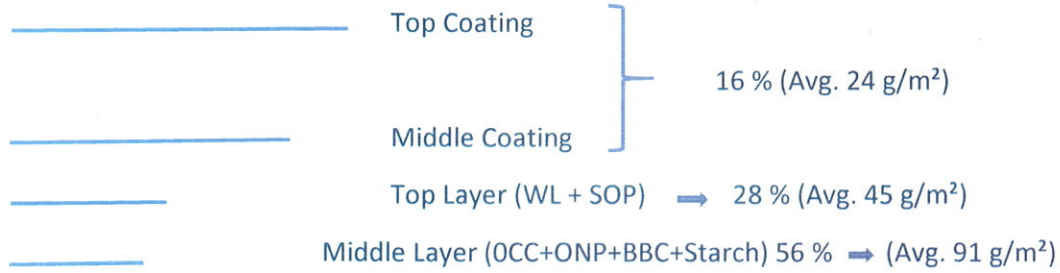 Top Coating
16 % (Avg. 24 g/m²)
Middle Coating
Top Layer (WL + SOP) ➡ 28 % (Avg. 45 g/m²)
Middle Layer (0CC+ONP+BBC+Starch) 56 % ➡ (Avg. 91 g/m²)